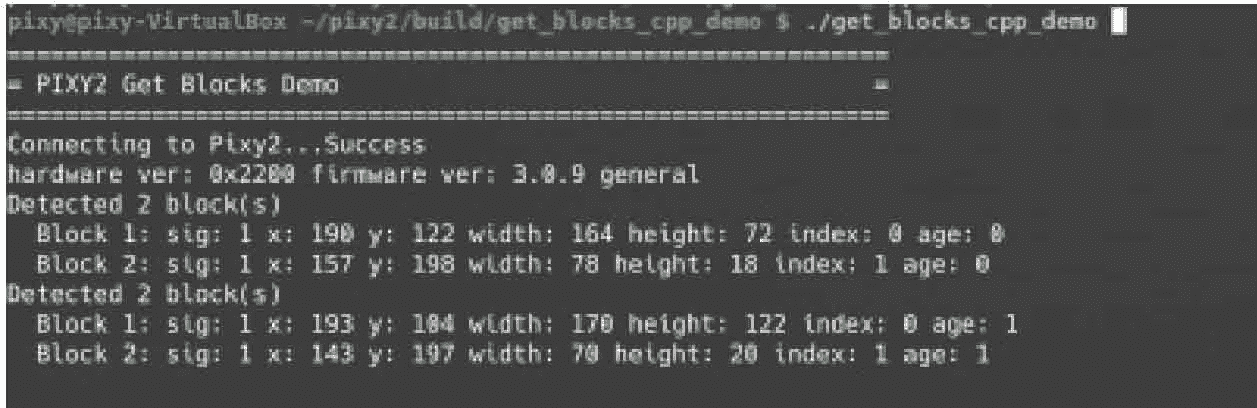 pixy@pixy-VirtualBox ~/pixy2/build/get_blocks_cpp_demo $ ./get_blocks_cpp_demo
=============================================================
= PIXY2 Get Blocks Demo                                     =
=============================================================
Connecting to Pixy2...Success
hardware ver: 0x2200 firmware ver: 3.0.9 general
Detected 2 block(s)
  Block 1: sig: 1 x: 190 y: 122 width: 164 height: 72 index: 0 age: 0
  Block 2: sig: 1 x: 157 y: 198 width: 78 height: 18 index: 1 age: 0
Detected 2 block(s)
  Block 1: sig: 1 x: 193 y: 104 width: 170 height: 122 index: 0 age: 1
  Block 2: sig: 1 x: 143 y: 197 width: 70 height: 20 index: 1 age: 1